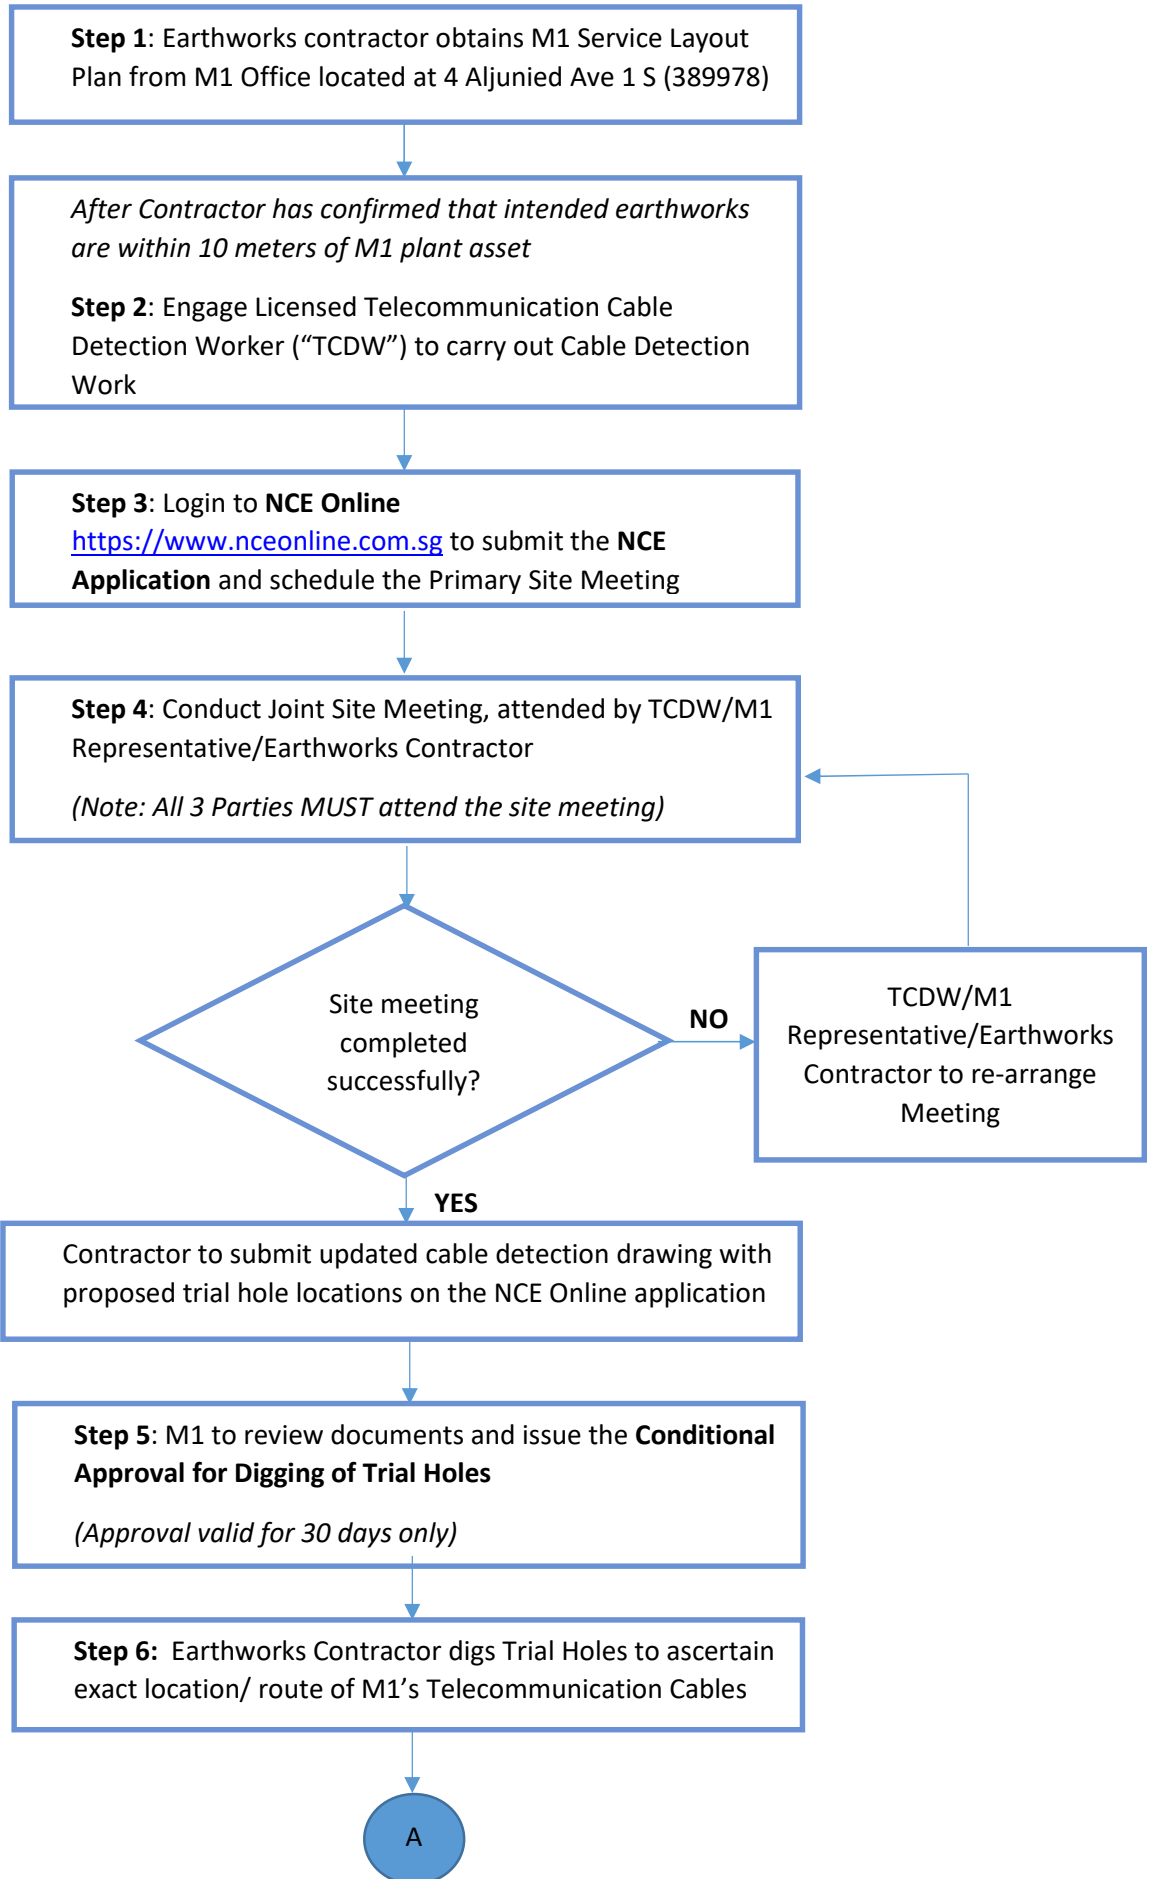 Step 1: Earthworks contractor obtains M1 Service Layout
Plan from M1 Office located at 4 Aljunied Ave 1 S (389978)
After Contractor has confirmed that intended earthworks
are within 10 meters of M1 plant asset
Step 2: Engage Licensed Telecommunication Cable
Detection Worker (“TCDW”) to carry out Cable Detection
Work
Step 3: Login to NCE Online
https://www.nceonline.com.sg to submit the NCE
Application and schedule the Primary Site Meeting
Step 4: Conduct Joint Site Meeting, attended by TCDW/M1
Representative/Earthworks Contractor
(Note: All 3 Parties MUST attend the site meeting)
Site meeting
completed
successfully?
NO
TCDW/M1
Representative/Earthworks
Contractor to re-arrange
Meeting
YES
Contractor to submit updated cable detection drawing with
proposed trial hole locations on the NCE Online application
Step 5: M1 to review documents and issue the Conditional
Approval for Digging of Trial Holes
(Approval valid for 30 days only)
Step 6:  Earthworks Contractor digs Trial Holes to ascertain
exact location/ route of M1’s Telecommunication Cables
A